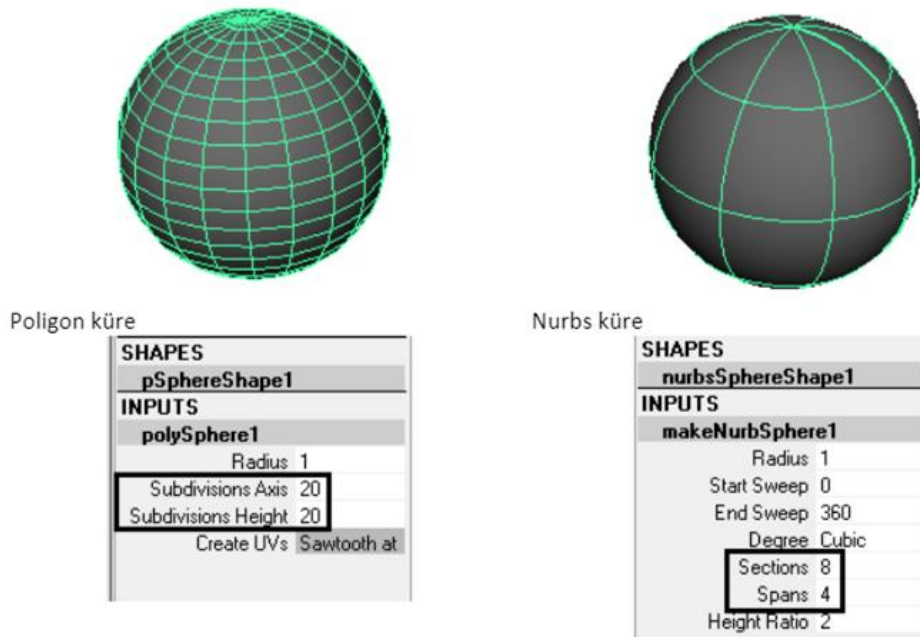 Poligon küre
SHAPES
pSphereShape1
INPUTS
polySphere1
Radius 1
Subdivisions Axis 20
Subdivisions Height 20
Create UVs Sawtooth at
Nurbs küre
SHAPES
nurbsSphereShape1
INPUTS
makeNurbSphere1
Radius 1
Start Sweep 0
End Sweep 360
Degree Cubic
Sections 8
Spans 4
Height Ratio 2